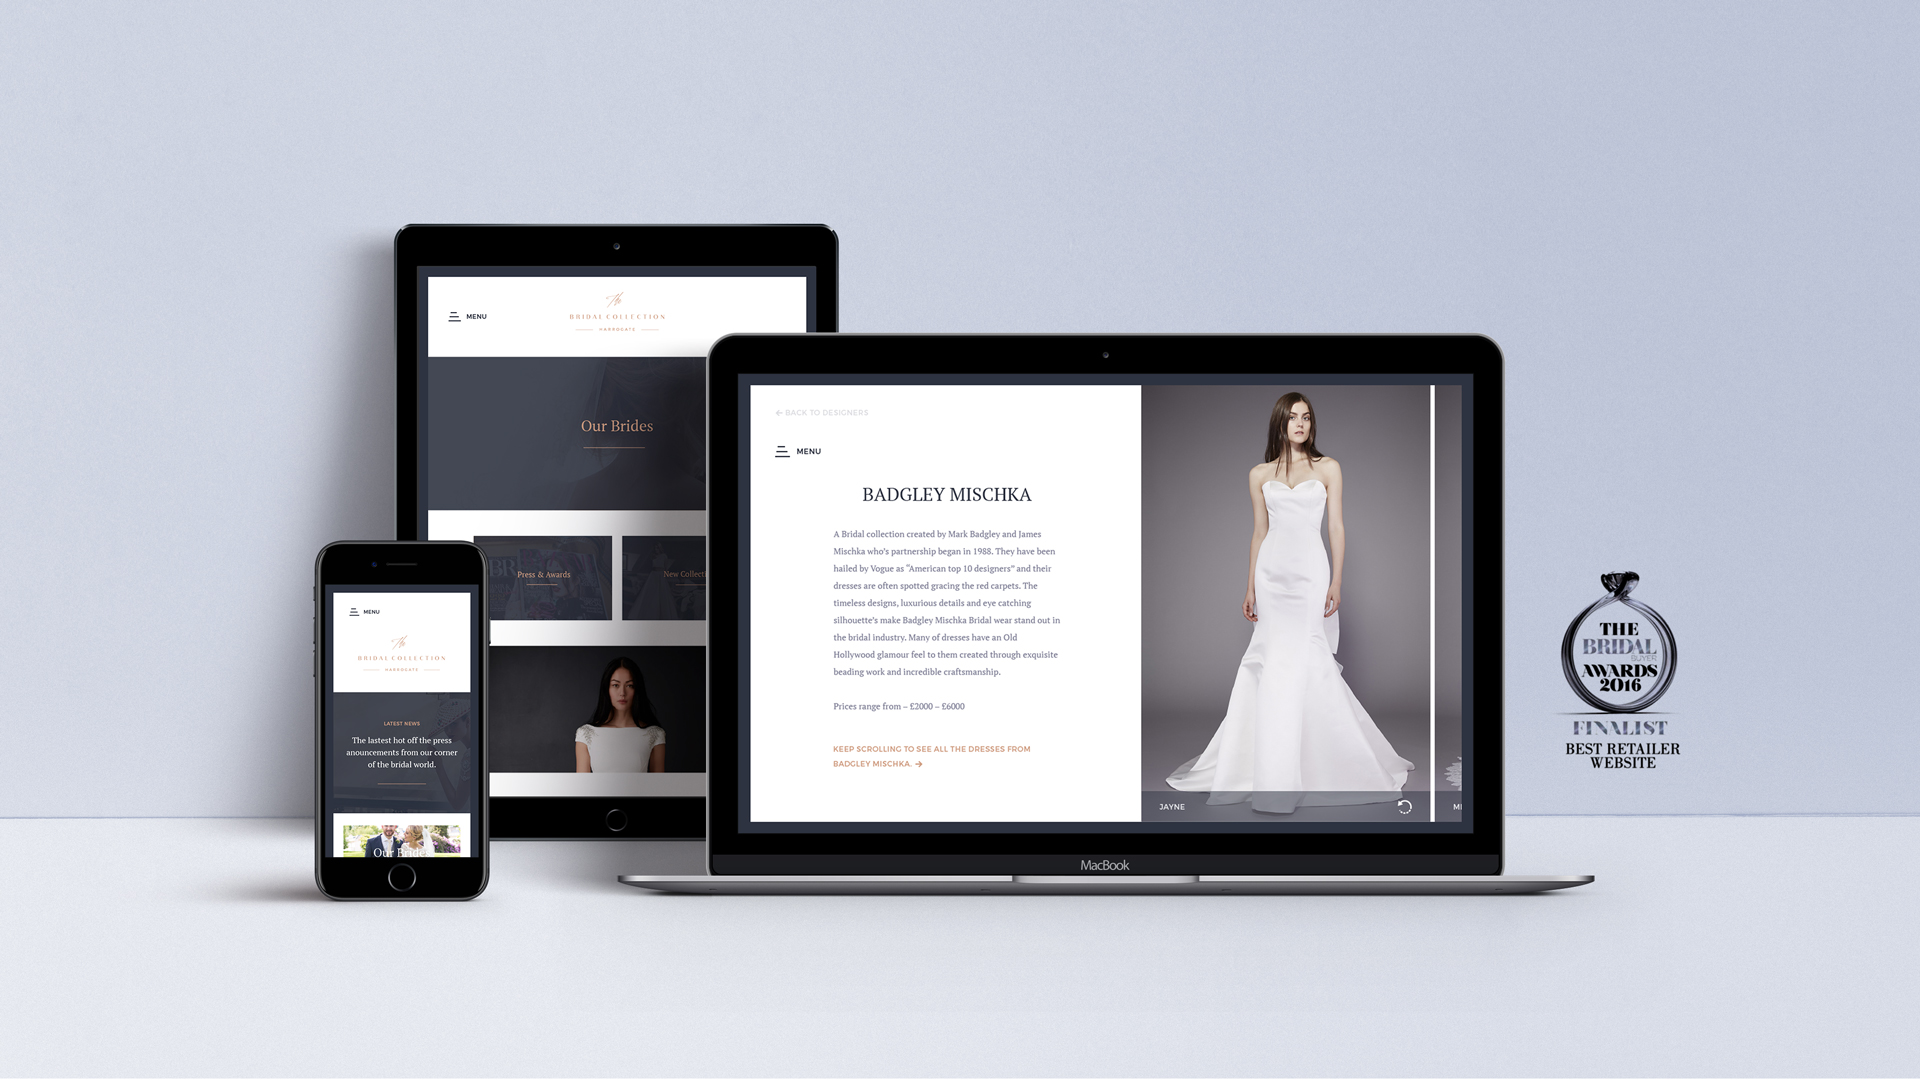 MENU
The
BRIDAL COLLECTION
HARROGATE
Our Brides
Press & Awards
New Collecti
MENU
The
BRIDAL COLLECTION
HARROGATE
LATEST NEWS
The lastest hot off the press
anouncements from our corner
of the bridal world.
Our Brides
BACK TO DESIGNERS
MENU
BADGLEY MISCHKA
A Bridal collection created by Mark Badgley and James
Mischka who's partnership began in 1988. They have been
hailed by Vogue as “American top 10 designers” and their
dresses are often spotted gracing the red carpets. The
timeless designs, luxurious details and eye catching
silhouette's make Badgley Mischka Bridal wear stand out in
the bridal industry. Many of dresses have an Old
Hollywood glamour feel to them created through exquisite
beading work and incredible craftsmanship.
Prices range from – £2000 – £6000
KEEP SCROLLING TO SEE ALL THE DRESSES FROM
BADGLEY MISCHKA.
JAYNE
MacBook
THE
BRIDAL
BUYER
AWARDS
2016
FINALIST
BEST RETAILER
WEBSITE